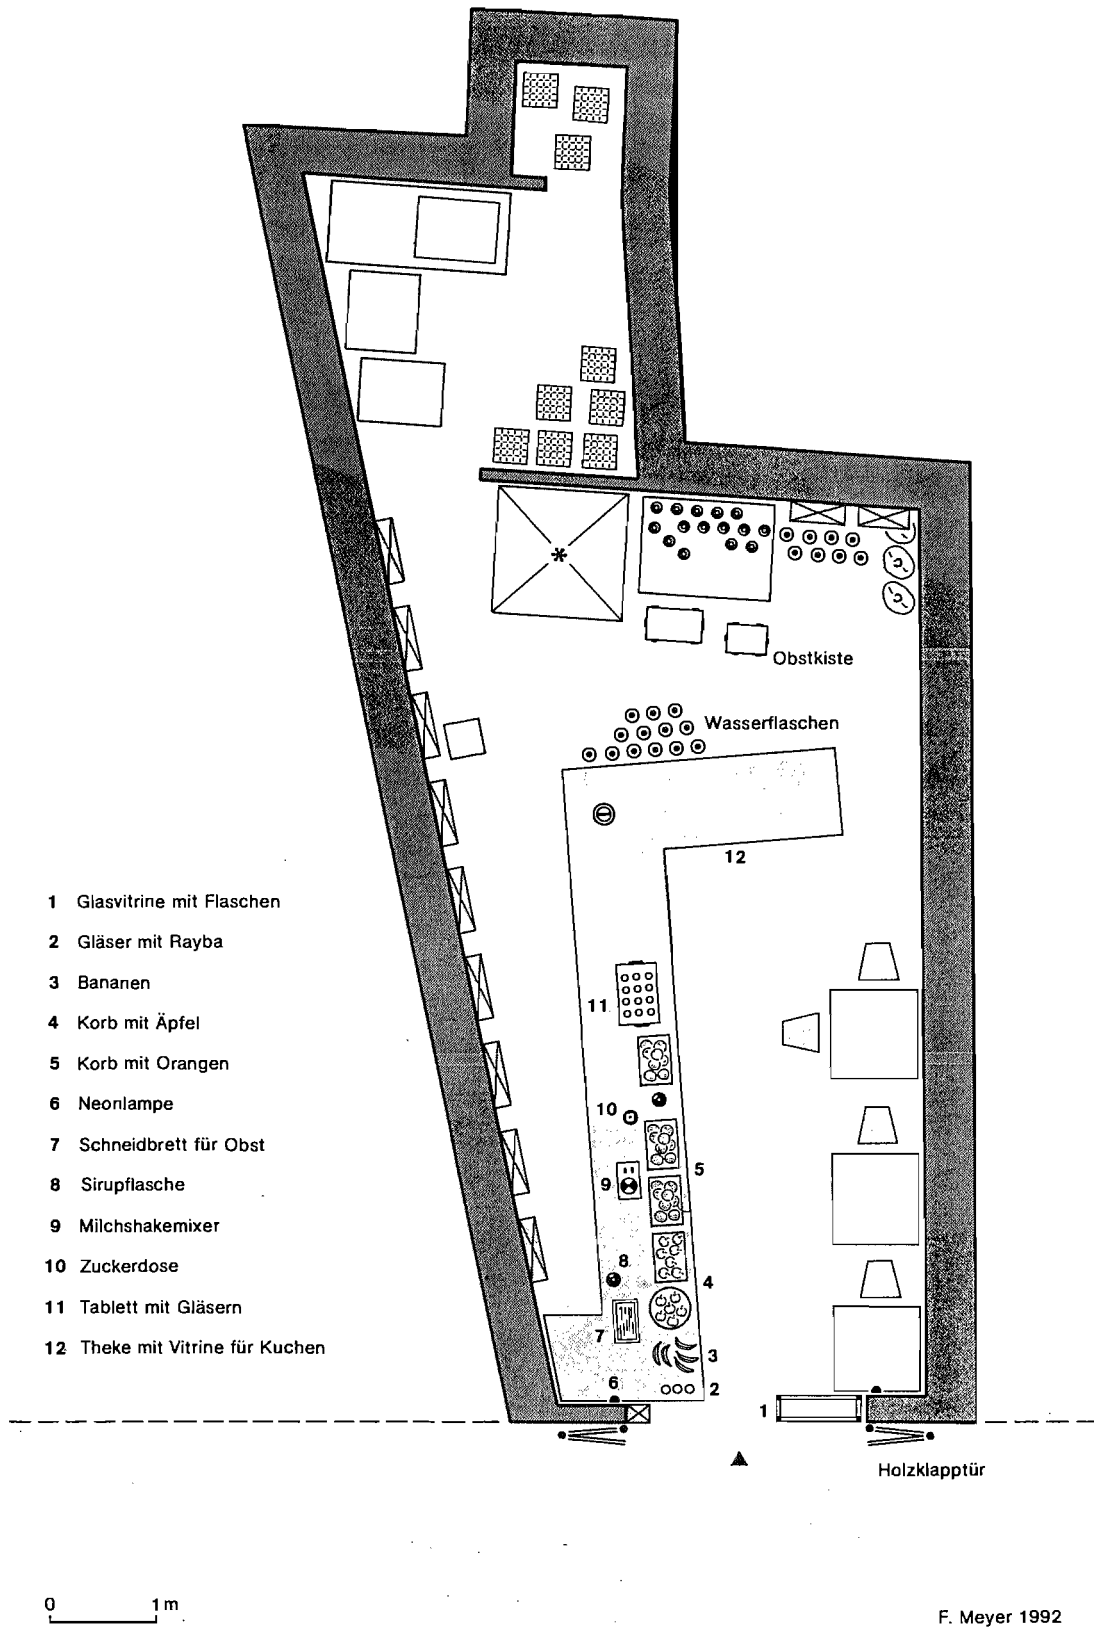 Obstkiste
Wasserflaschen
12
11
10
5
9
8
4
7
3
6
2
1
1 Glasvitrine mit Flaschen
2 Gläser mit Rayba
3 Bananen
4 Korb mit Äpfel
5 Korb mit Orangen
6 Neonlampe
7 Schneidbrett für Obst
8 Sirupflasche
9 Milchshakemixer
10 Zuckerdose
11 Tablett mit Gläsern
12 Theke mit Vitrine für Kuchen
Holzklapptür
0 1 m
F. Meyer 1992